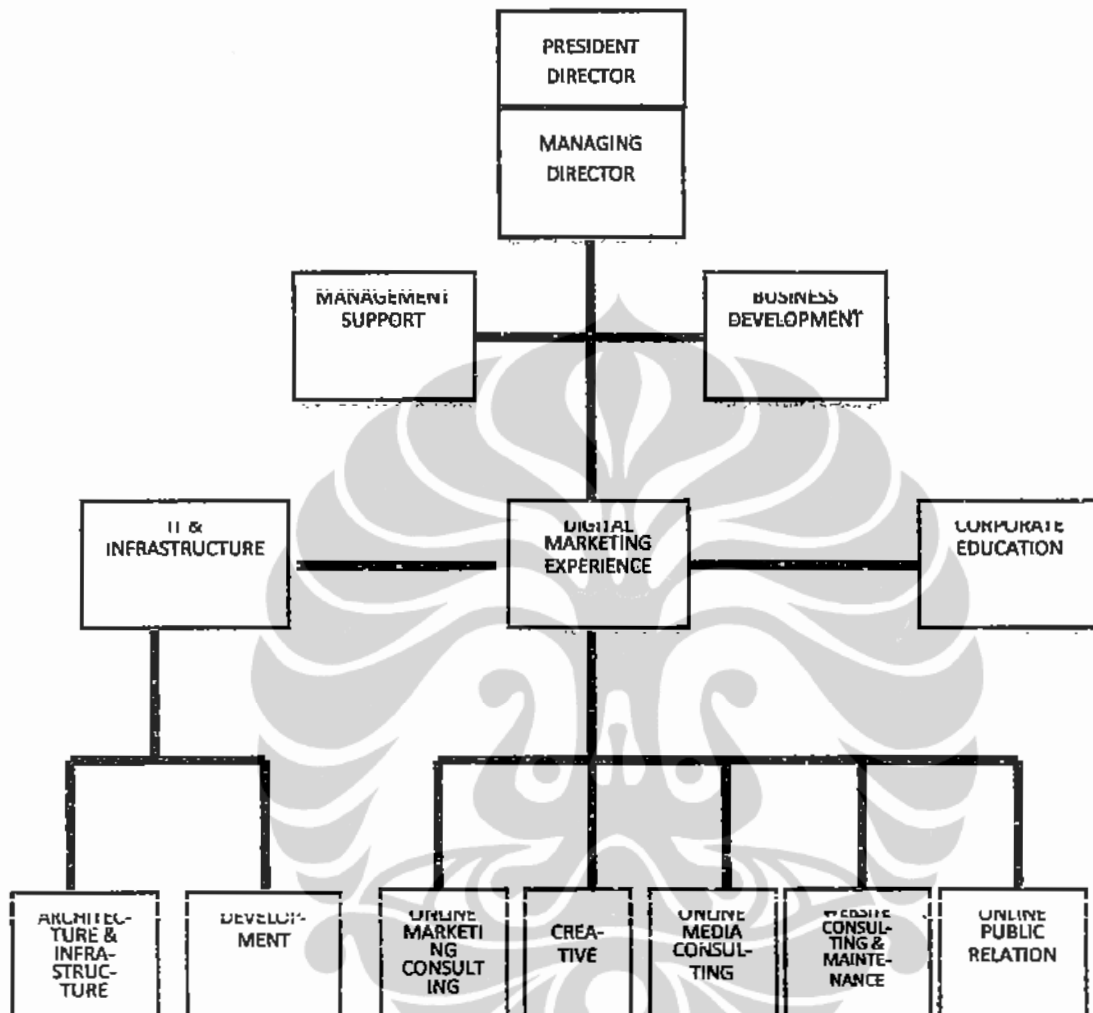 PRESIDENT
DIRECTOR
MANAGING
DIRECTOR
MANAGEMENT
SUPPORT
BUSINESS
DEVELOPMENT
IT &
INFRASTRUCTURE
DIGITAL
MARKETING
EXPERIENCE
CORPORATE
EDUCATION
ARCHITEC-
TURE &
INFRA-
STRUC-
TURE
DEVELOP-
MENT
ONLINE
MARKETI
NG
CONSULT
ING
CREA-
TIVE
ONLINE
MEDIA
CONSUL-
TING
WEBSITE
CONSUL-
TING &
MAINTE-
NANCE
ONLINE
PUBLIC
RELATION